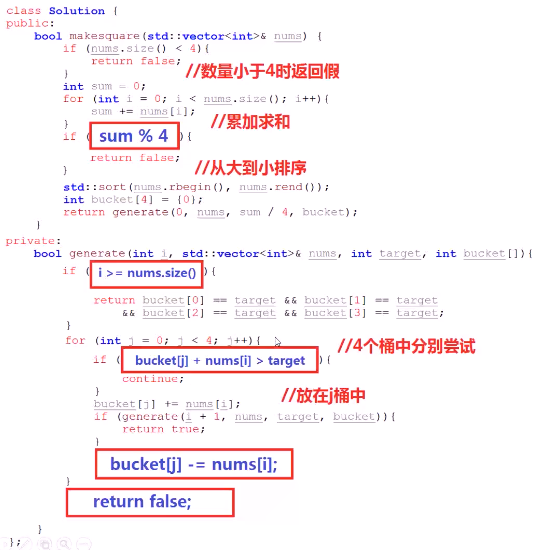 class Solution {
public:
bool makesquare(std::vector<int>& nums) {
if (nums.size() < 4){
return false;
} //数量小于4时返回假
int sum = 0;
for (int i = 0; i < nums.size(); i++){
sum += nums[i];
} //累加求和
if ( sum % 4 ){
return false;
} //从大到小排序
std::sort(nums.rbegin(), nums.rend());
int bucket[4] = {0};
return generate(0, nums, sum / 4, bucket);
}
private:
bool generate(int i, std::vector<int>& nums, int target, int bucket[]){
if ( i >= nums.size() ){
return bucket[0] == target && bucket[1] == target
&& bucket[2] == target && bucket[3] == target;
}
for (int j = 0; j < 4; j++){ //4个桶中分别尝试
if ( bucket[j] + nums[i] > target ){
continue;
} //放在j桶中
bucket[j] += nums[i];
if (generate(i + 1, nums, target, bucket)){
return true;
}
bucket[j] -= nums[i];
}
return false;
}
};